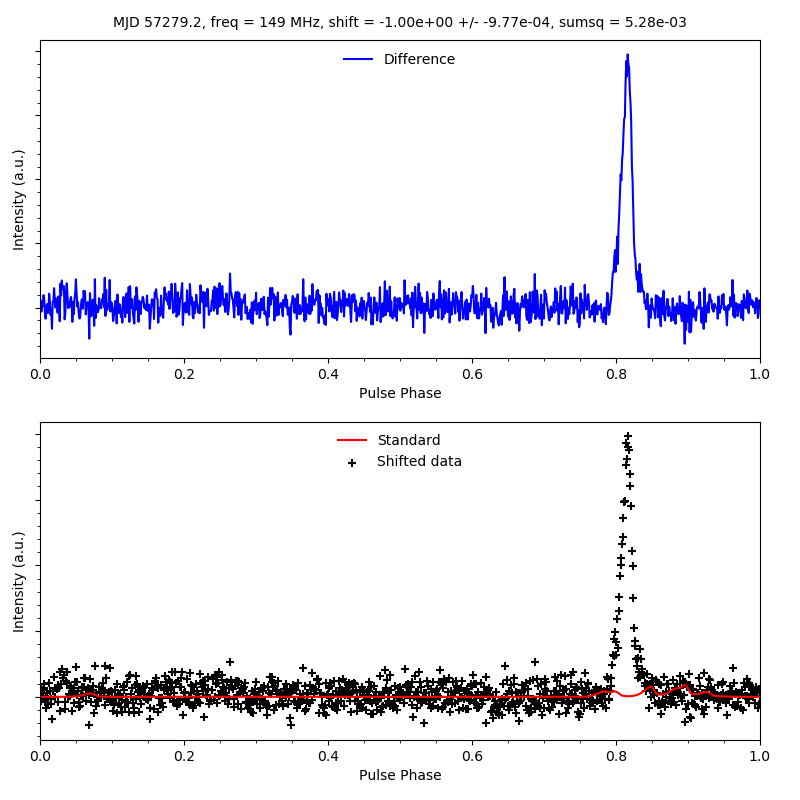 MJD 57279.2, freq = 149 MHz, shift = -1.00e+00 +/- -9.77e-04, sumsq = 5.28e-03
Difference
Intensity (a.u.)
0.0 0.2 0.4 0.6 0.8 1.0
Pulse Phase
Standard
Shifted data
Intensity (a.u.)
0.0 0.2 0.4 0.6 0.8 1.0
Pulse Phase